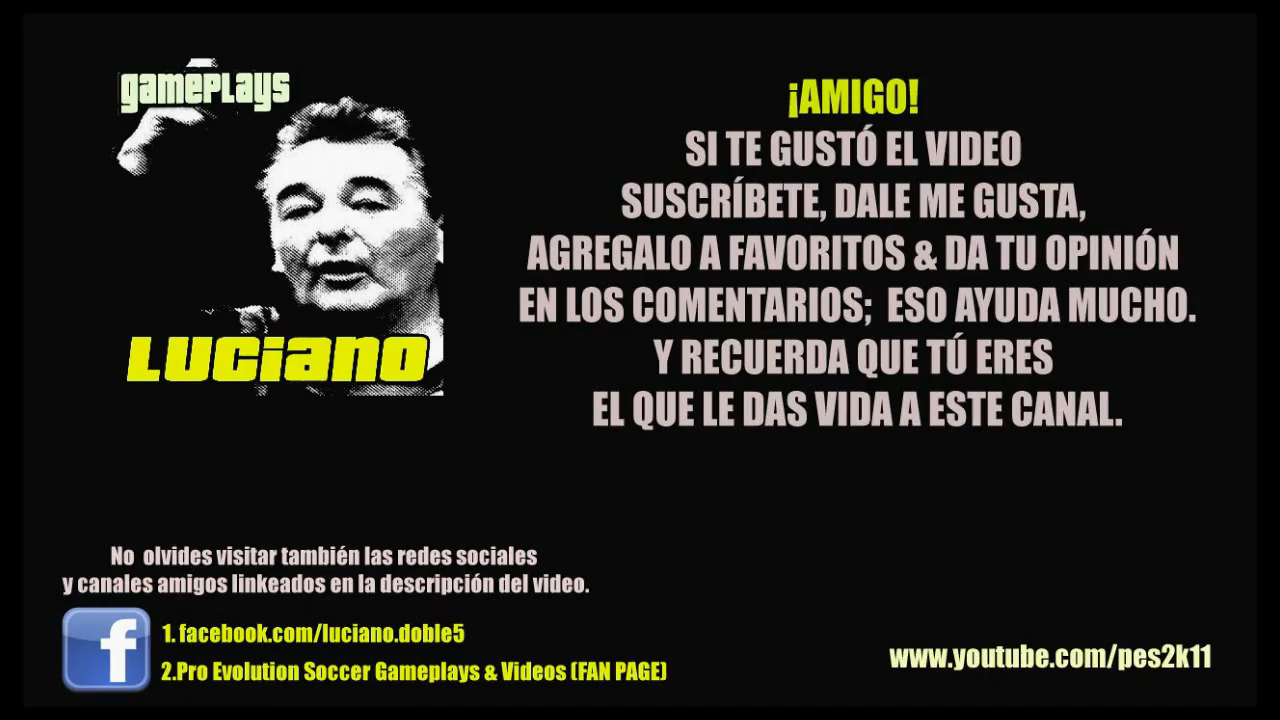 gameplays
Luciano
¡AMIGO!
SI TE GUSTÓ EL VIDEO
SUSCRÍBETE, DALE ME GUSTA,
AGREGALO A FAVORITOS & DA TU OPINIÓN
EN LOS COMENTARIOS; ESO AYUDA MUCHO.
Y RECUERDA QUE TÚ ERES
EL QUE LE DAS VIDA A ESTE CANAL.
No olvides visitar también las redes sociales
y canales amigos linkeados en la descripción del video.
f
1. facebook.com/luciano.doble5
2.Pro Evolution Soccer Gameplays & Videos (FAN PAGE)
www.youtube.com/pes2k11